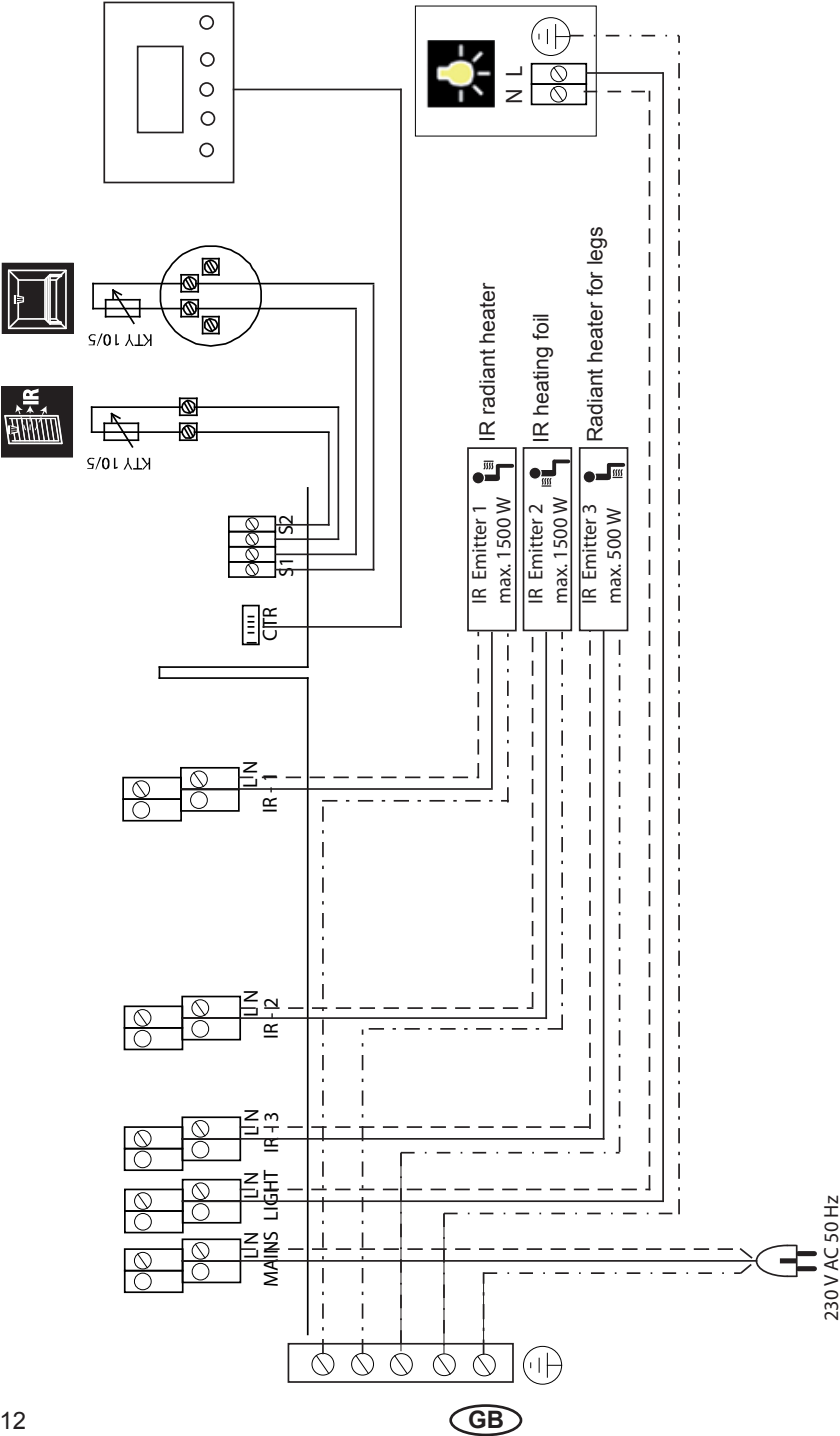 KTY 10/5
IR
KTY 10/5
S1
S2
CTR
N L
IR radiant heater
IR heating foil
Radiant heater for legs
IR Emitter 1
max. 1500 W
IR Emitter 2
max. 1500 W
IR Emitter 3
max. 500 W
L N
IR - 1
L N
IR - 2
L N
IR - 3
L N
LIGHT
L N
MAINS
230 V AC 50 Hz
12
GB